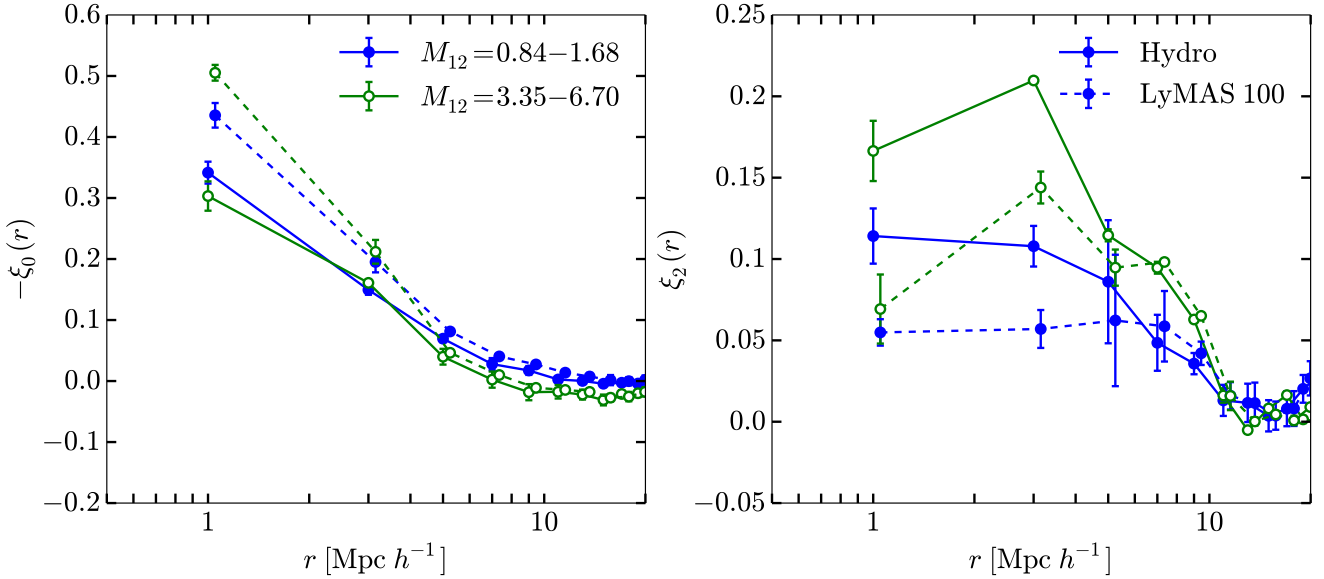 0.6
0.5
0.4
0.3
0.2
0.1
0.0
−0.1
−0.2
−ξ₀(r)
M₁₂=0.84−1.68
M₁₂=3.35−6.70
1
10
r [Mpc h⁻¹]
0.25
0.2
0.15
0.1
0.05
0.0
−0.05
ξ₂(r)
Hydro
LyMAS 100
1
10
r [Mpc h⁻¹]